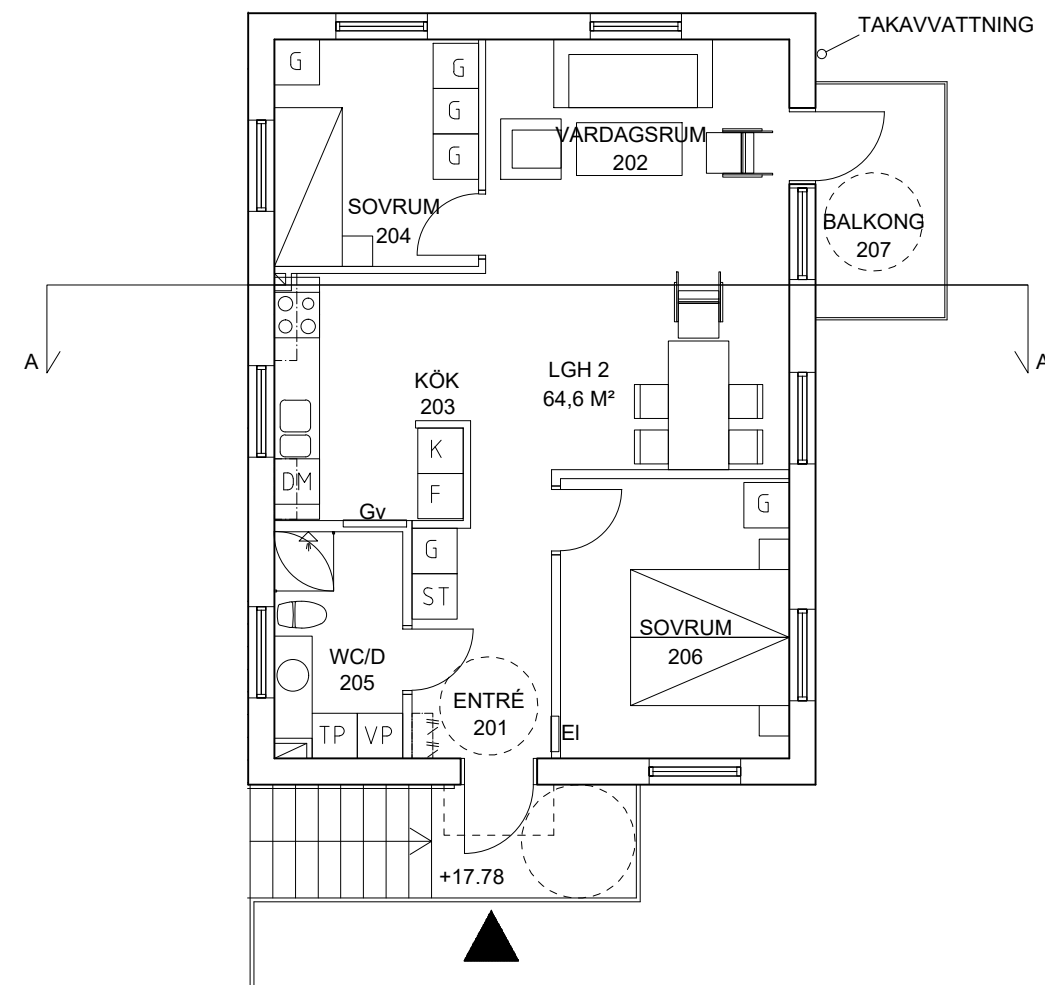 TAKAVVATTNING
G
G
G
G
VARDAGSRUM
202
SOVRUM
204
BALKONG
207
A
A
LGH 2
64,6 M²
KÖK
203
K
F
DM
Gv
G
G
ST
SOVRUM
206
WC/D
205
ENTRÉ
201
TP
VP
El
+17.78